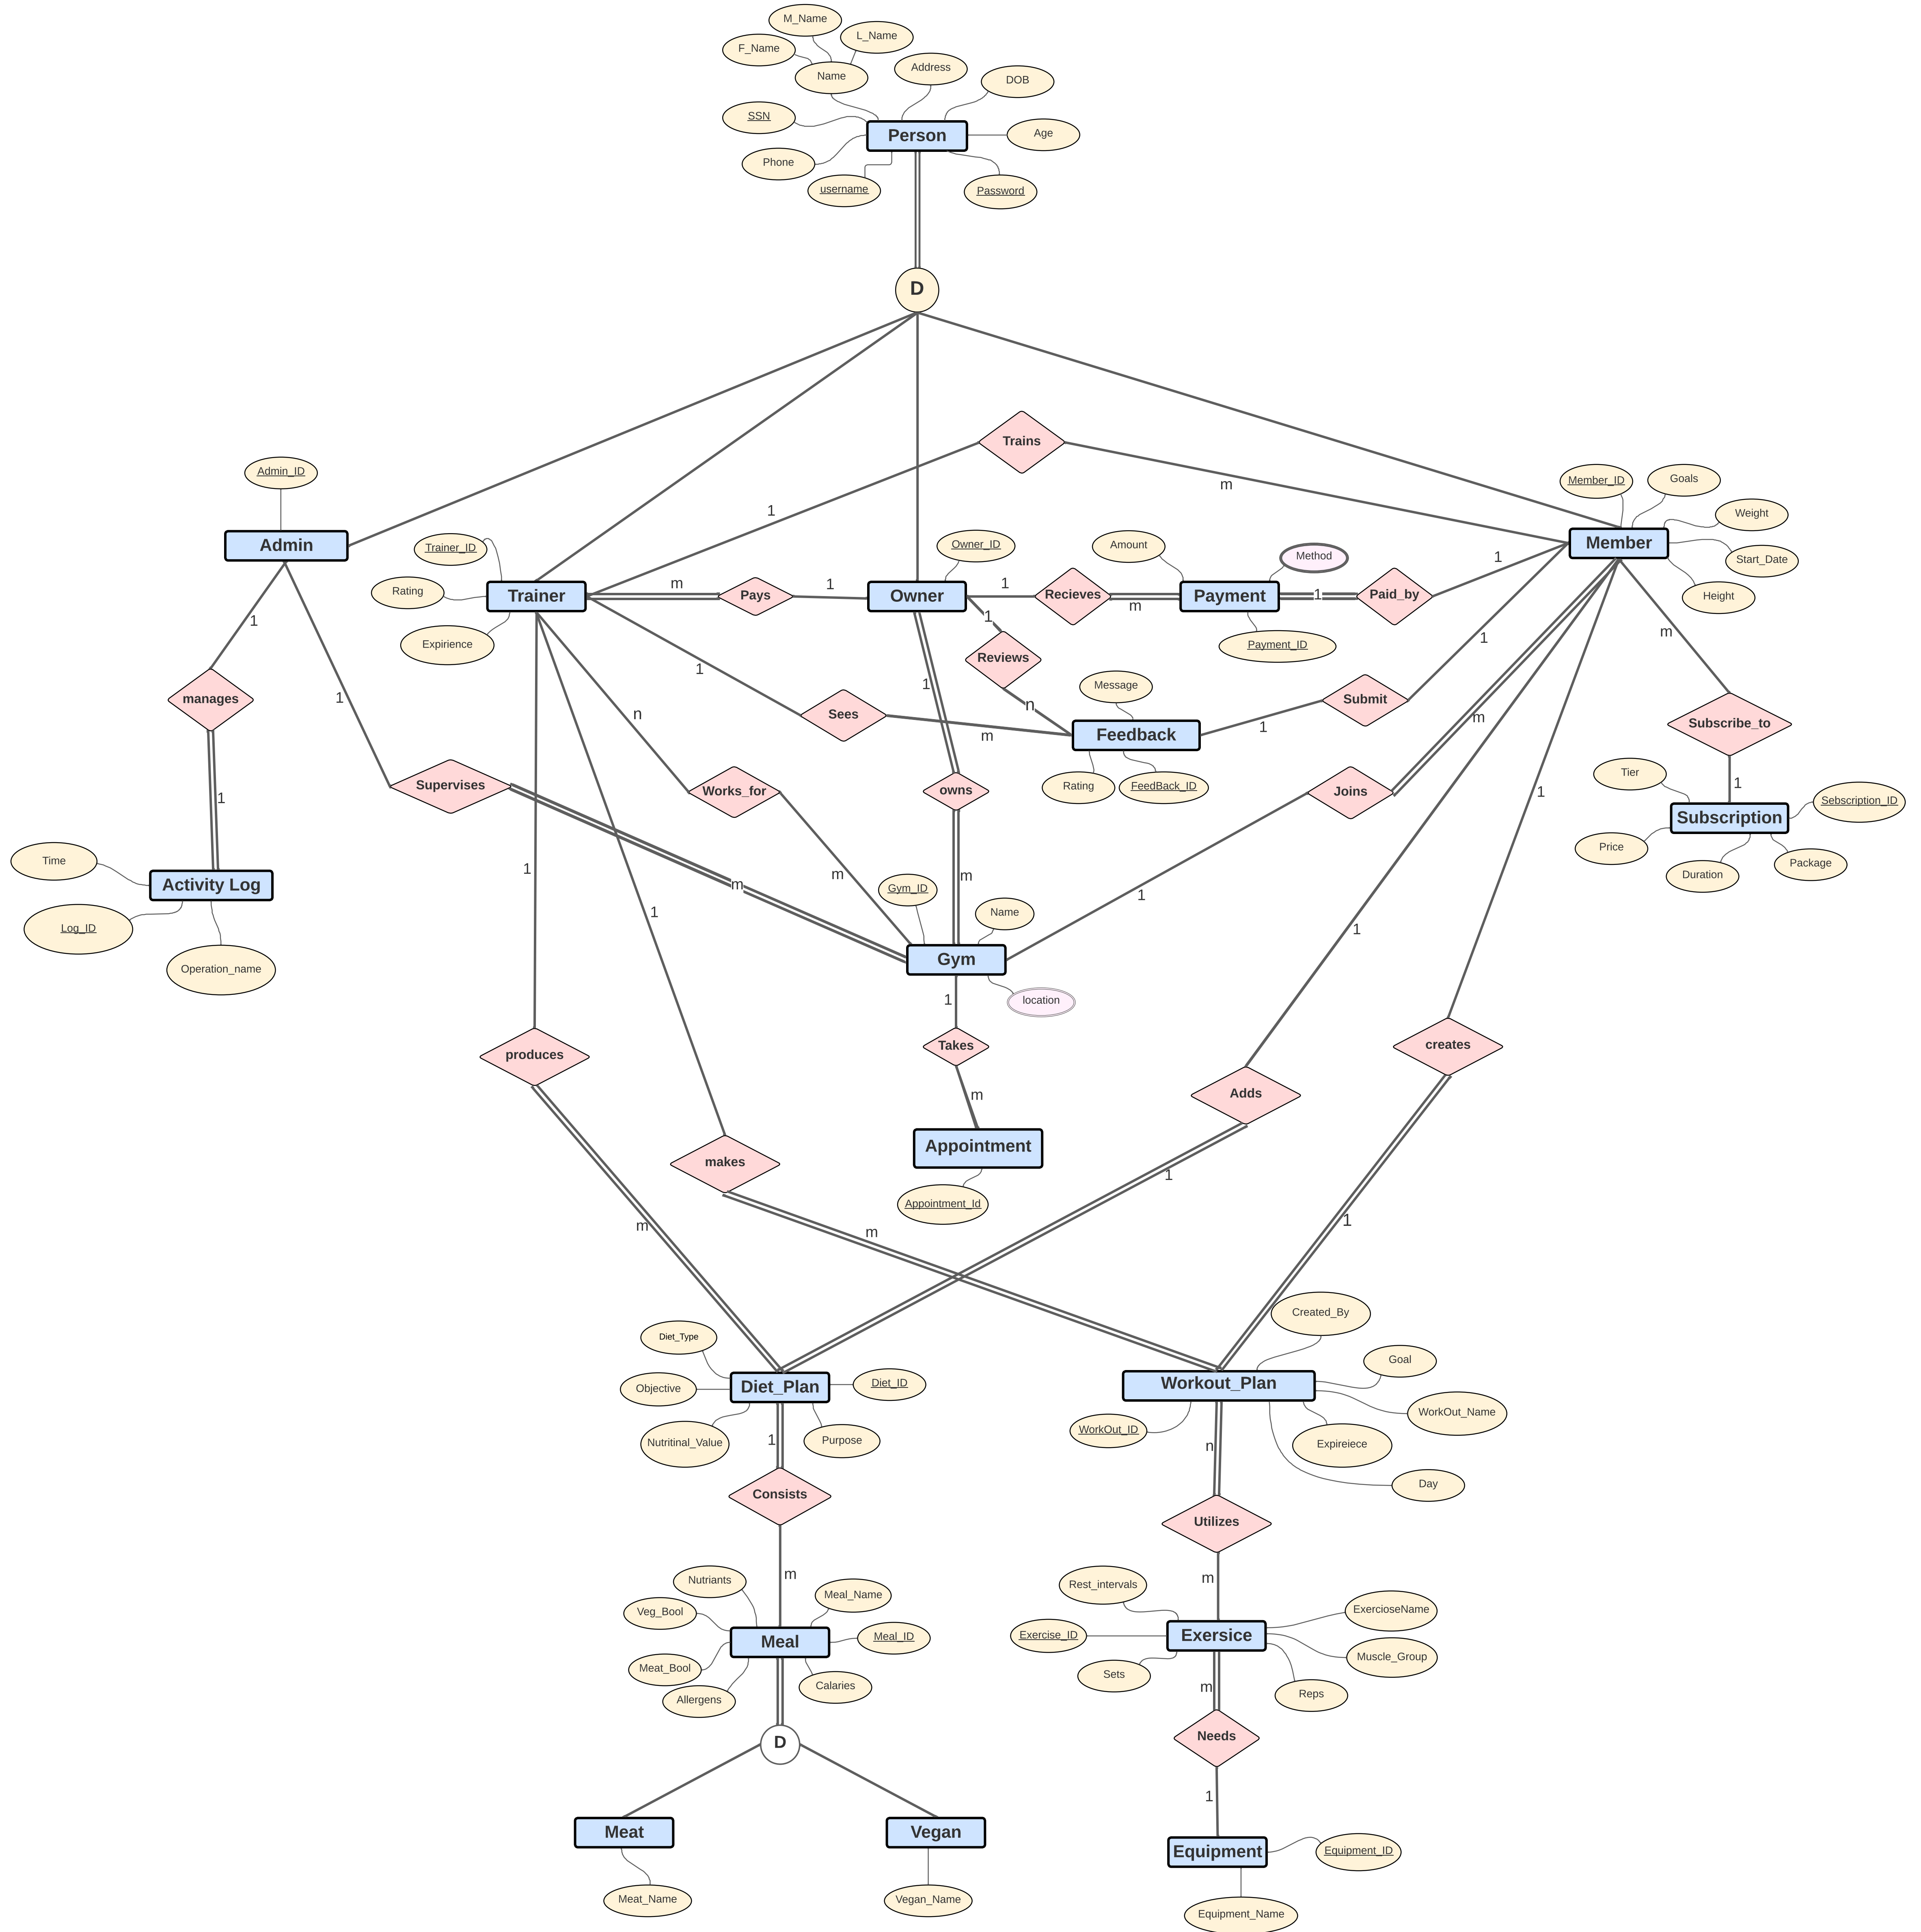 M_Name
F_Name
L_Name
Name
Address
DOB
SSN
Person
Age
Phone
username
Password
D
Trains
1
m
Admin_ID
Admin
Member_ID
Goals
Weight
Member
Start_Date
Height
Trainer_ID
Rating
Trainer
Expirience
m
Pays
1
Owner_ID
Owner
1
Recieves
m
Amount
Method
Payment
Payment_ID
1
Paid_by
1
1
Reviews
n
1
manages
1
1
Supervises
m
1
Sees
m
Message
Feedback
Rating
FeedBack_ID
1
Submit
1
m
Subscribe_to
1
Tier
Sebscription_ID
Subscription
Price
Duration
Package
n
Works_for
m
1
owns
m
m
Joins
1
Time
Activity Log
Log_ID
Operation_name
Gym_ID
Name
Gym
location
1
Takes
m
Appointment
Appointment_Id
1
produces
m
1
makes
m
1
Adds
1
1
creates
1
Diet_Type
Objective
Diet_Plan
Diet_ID
Nutritinal_Value
Purpose
Created_By
Goal
Workout_Plan
WorkOut_Name
WorkOut_ID
Expireiece
Day
1
Consists
m
n
Utilizes
m
Nutriants
Meal_Name
Veg_Bool
Meal
Meal_ID
Meat_Bool
Allergens
Calaries
Rest_intervals
ExercioseName
Exercise_ID
Exersice
Muscle_Group
Sets
Reps
D
m
Needs
1
Meat
Vegan
Meat_Name
Vegan_Name
Equipment
Equipment_ID
Equipment_Name